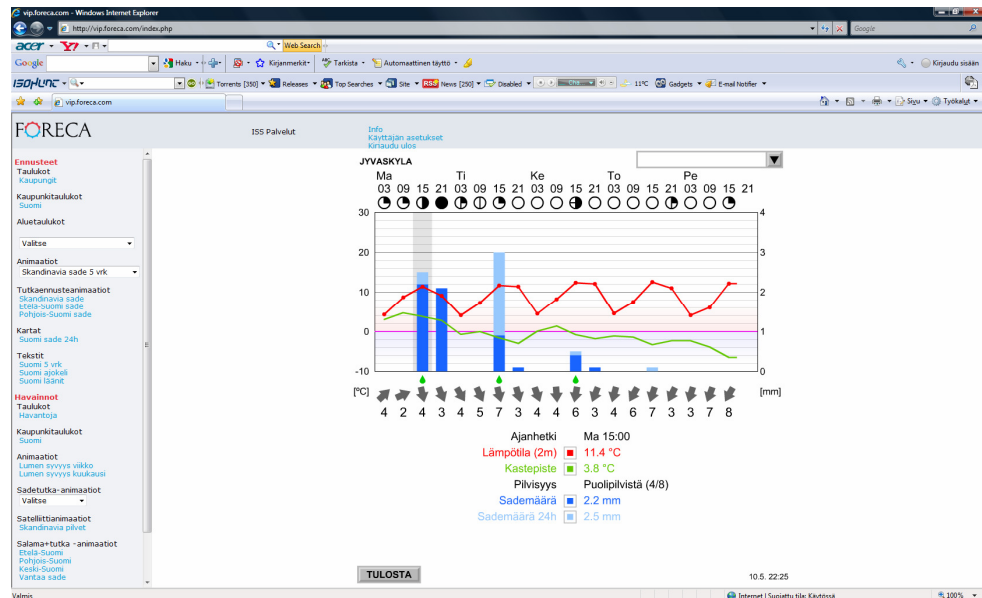 vip.foreca.com - Windows Internet Explorer
http://vip.foreca.com/index.php
Google
acer Y! Web Search
Google Haku Kirjanmerkit Tarkista Automaattinen täyttö Kirjaudu sisään
ISOHUNT Torrents [350] Releases Top Searches Site RSS News [250] Disabled 11°C Gadgets E-mail Notifier
vip.foreca.com Sivu Työkalut
FORECA
ISS Palvelut
Info
Käyttäjän asetukset
Kirjaudu ulos
Ennusteet
Taulukot
Kaupungit
Kaupunkitaulukot
Suomi
Aluetaulukot
Valitse
Animaatiot
Skandinavia sade 5 vrk
Tutkaennusteanimaatiot
Skandinavia sade
Etelä-Suomi sade
Pohjois-Suomi sade
Kartat
Suomi sade 24h
Tekstit
Suomi 5 vrk
Suomi ajokeli
Suomi läänit
Havainnot
Taulukot
Havantoja
Kaupunkitaulukot
Suomi
Animaatiot
Lumen syvyys viikko
Lumen syvyys kuukausi
Sadetutka-animaatiot
Valitse
Satelliittianimaatiot
Skandinavia pilvet
Salama+tutka -animaatiot
Etelä-Suomi
Pohjois-Suomi
Keski-Suomi
Vantaa sade
JYVASKYLA
Ma Ti Ke To Pe
03 09 15 21 03 09 15 21 03 09 15 21 03 09 15 21 03 09 15 21
30 4
20 3
10 2
0 1
-10 0
[°C] [mm]
4 2 4 3 4 5 7 3 4 4 6 3 4 6 7 3 3 7 8
Ajanhetki Ma 15:00
Lämpötila (2m) 11.4 °C
Kastepiste 3.8 °C
Pilvisyys Puolipilvistä (4/8)
Sademäärä 2.2 mm
Sademäärä 24h 2.5 mm
TULOSTA
10.5. 22:25
Valmis
Internet | Suojattu tila: Käytössä
100%